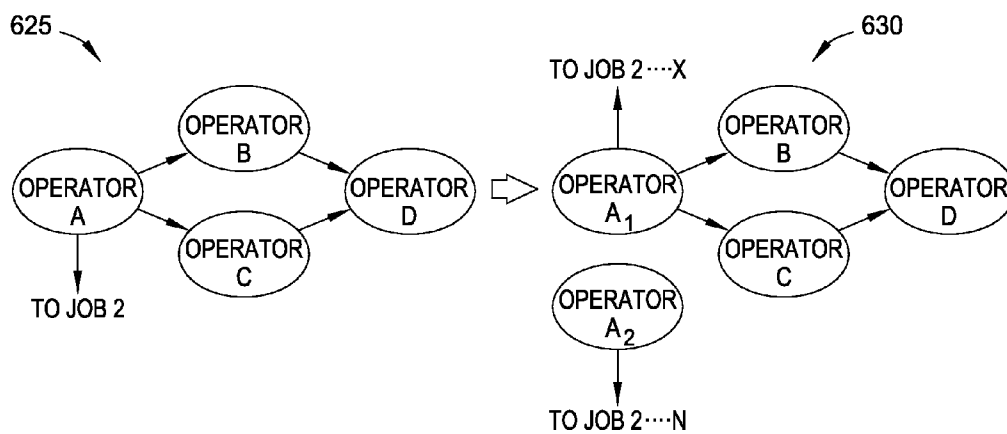 625
OPERATOR
A
OPERATOR
B
OPERATOR
C
OPERATOR
D
TO JOB 2
630
TO JOB 2····X
OPERATOR
A1
OPERATOR
B
OPERATOR
C
OPERATOR
D
OPERATOR
A2
TO JOB 2····N